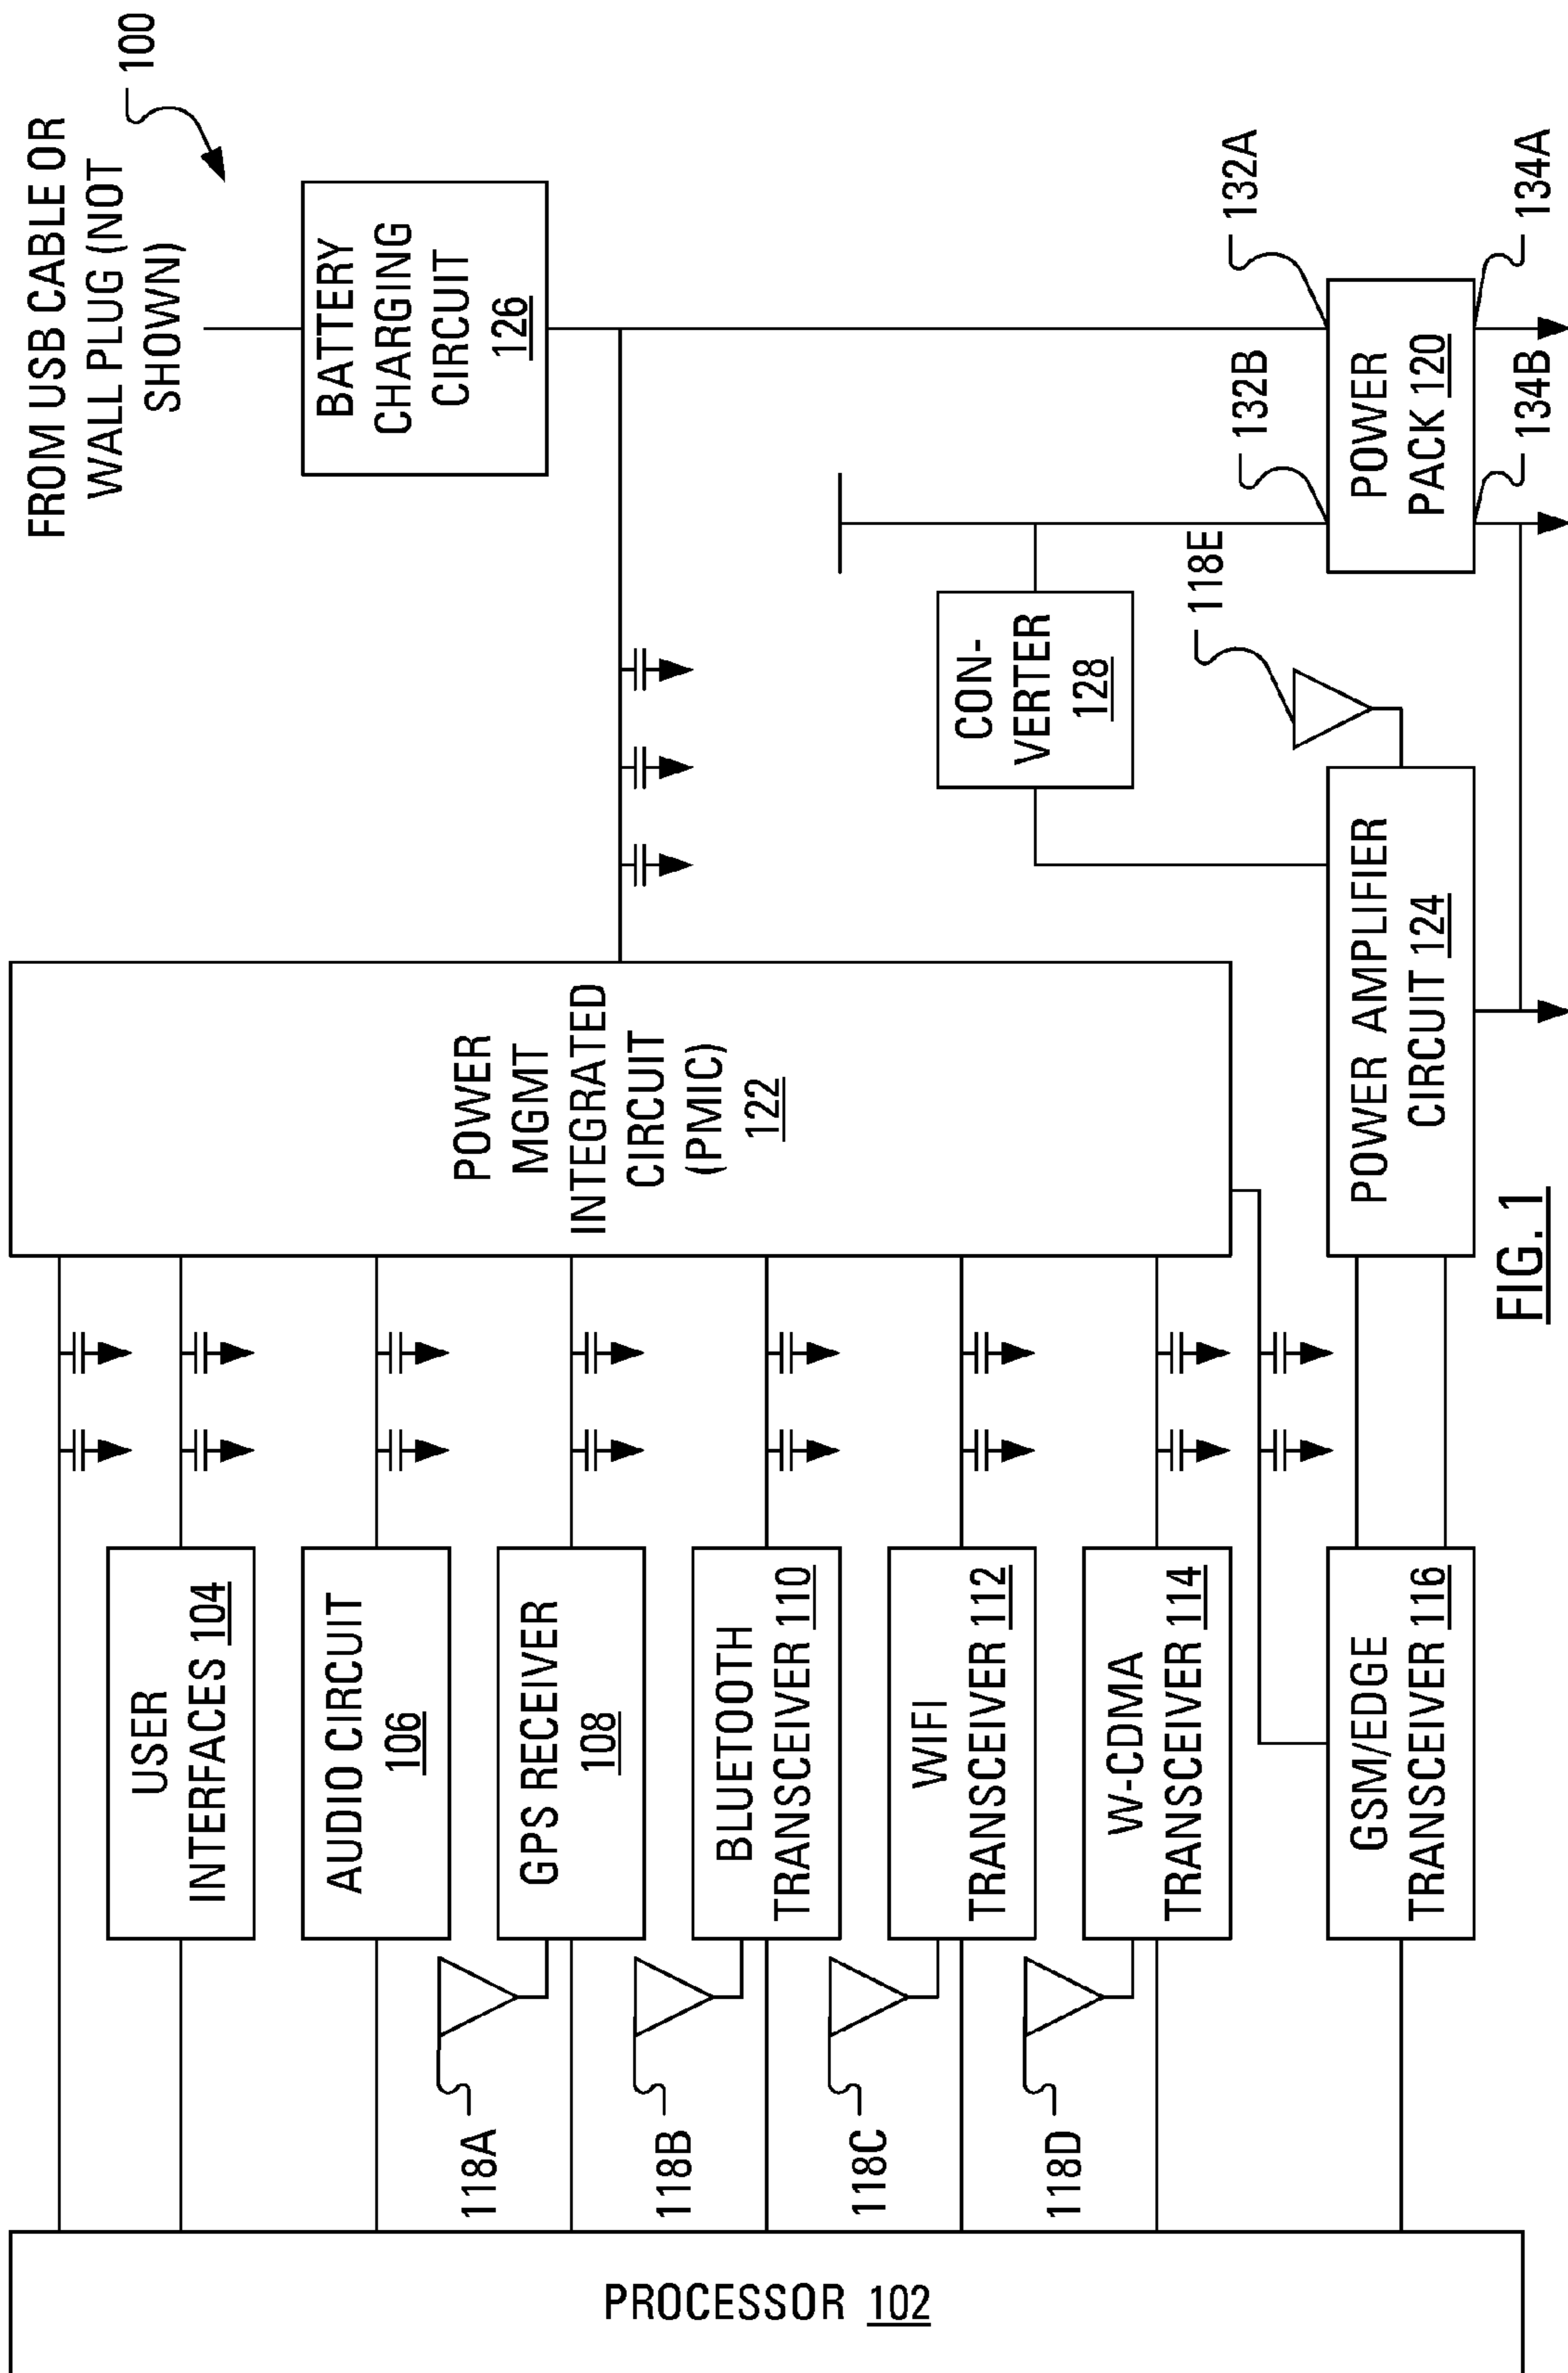 FROM USB CABLE OR
WALL PLUG (NOT
SHOWN)
100
BATTERY
CHARGING
CIRCUIT
126
POWER
MGMT
INTEGRATED
CIRCUIT
(PMIC)
122
USER
INTERFACES 104
AUDIO CIRCUIT
106
118A
GPS RECEIVER
108
118B
BLUETOOTH
TRANSCEIVER 110
118C
WIFI
TRANSCEIVER 112
118D
W-CDMA
TRANSCEIVER 114
GSM/EDGE
TRANSCEIVER 116
PROCESSOR 102
CON-
VERTER
128
118E
132B
132A
POWER AMPLIFIER
CIRCUIT 124
POWER
PACK 120
134B
134A
FIG. 1